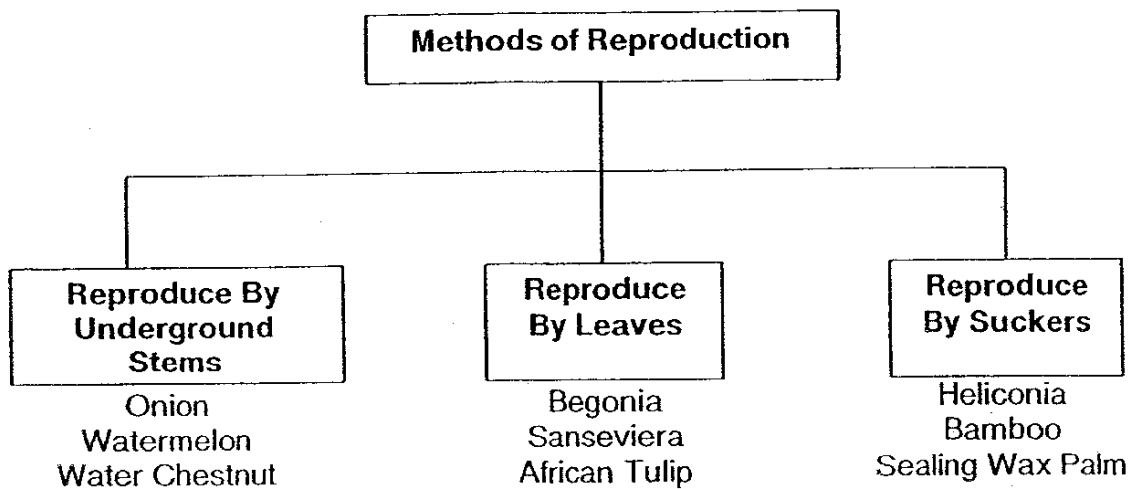 Methods of Reproduction
Reproduce By
Underground
Stems
Onion
Watermelon
Water Chestnut
Reproduce
By Leaves
Begonia
Sanseviera
African Tulip
Reproduce
By Suckers
Heliconia
Bamboo
Sealing Wax Palm